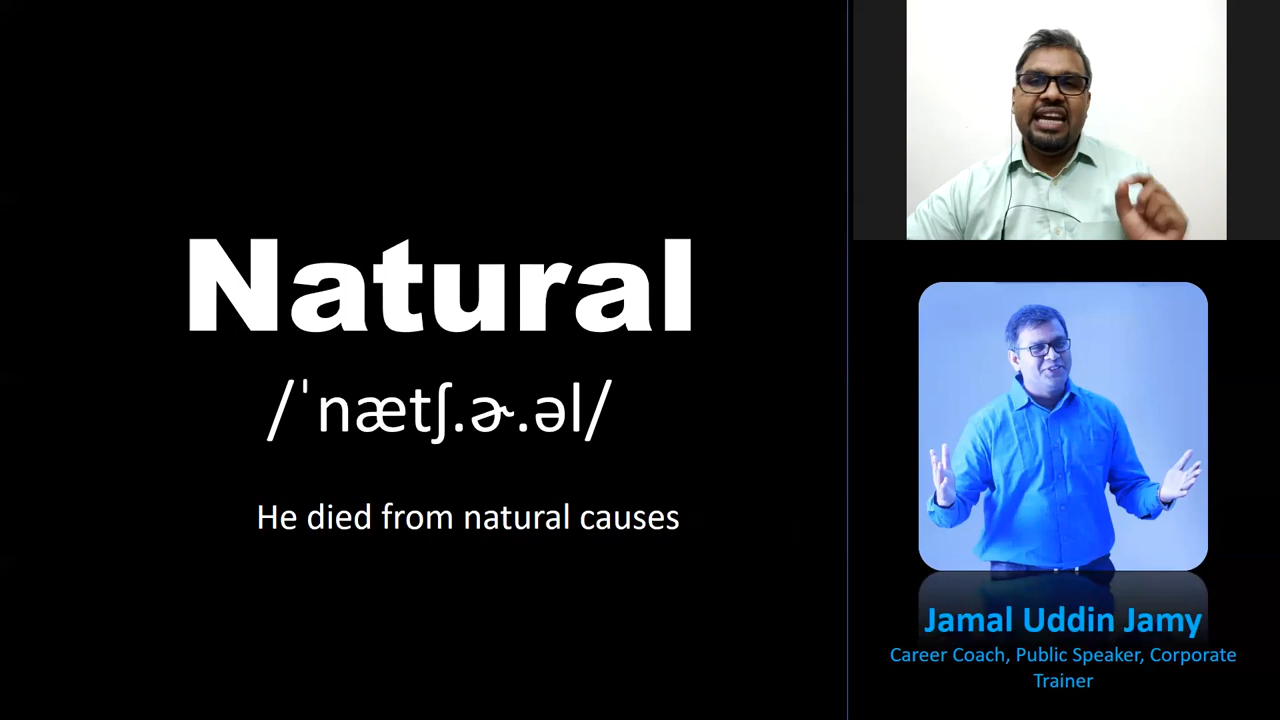 Natural
/ˈnætʃ.ɚ.əl/
He died from natural causes
Jamal Uddin Jamy
Career Coach, Public Speaker, Corporate
Trainer